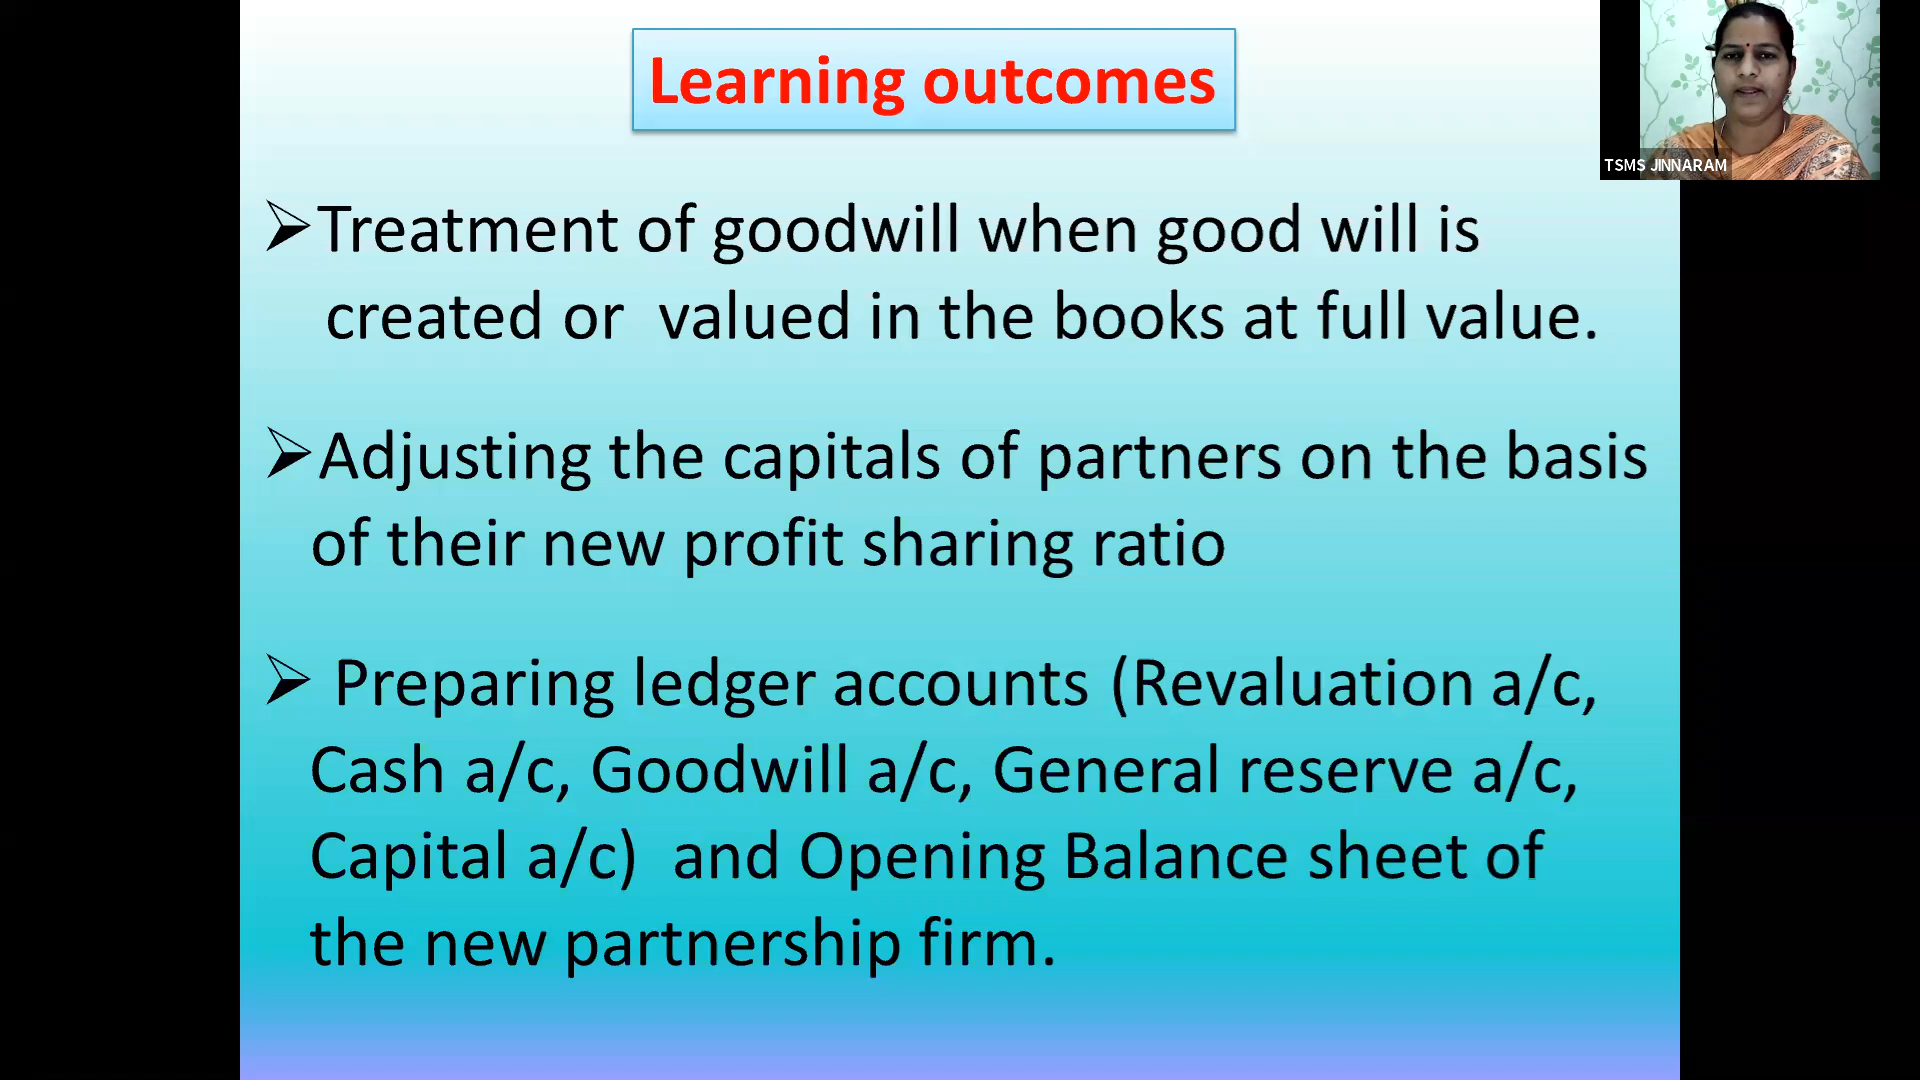 Learning outcomes
TSMS JINNARAM
➢Treatment of goodwill when good will is
created or  valued in the books at full value.
➢Adjusting the capitals of partners on the basis
of their new profit sharing ratio
➢ Preparing ledger accounts (Revaluation a/c,
Cash a/c, Goodwill a/c, General reserve a/c,
Capital a/c)  and Opening Balance sheet of
the new partnership firm.